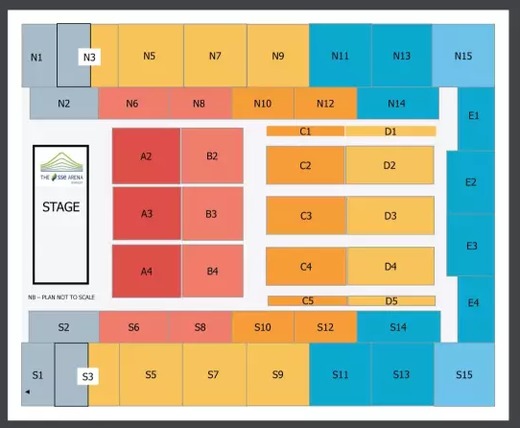 N1
N3
N5
N7
N9
N11
N13
N15
N2
N6
N8
N10
N12
N14
E1
C1
D1
A2
B2
C2
D2
THE sse ARENA
E2
STAGE
A3
B3
C3
D3
E3
A4
B4
C4
D4
NB – PLAN NOT TO SCALE
C5
D5
E4
S2
S6
S8
S10
S12
S14
S1
S3
S5
S7
S9
S11
S13
S15